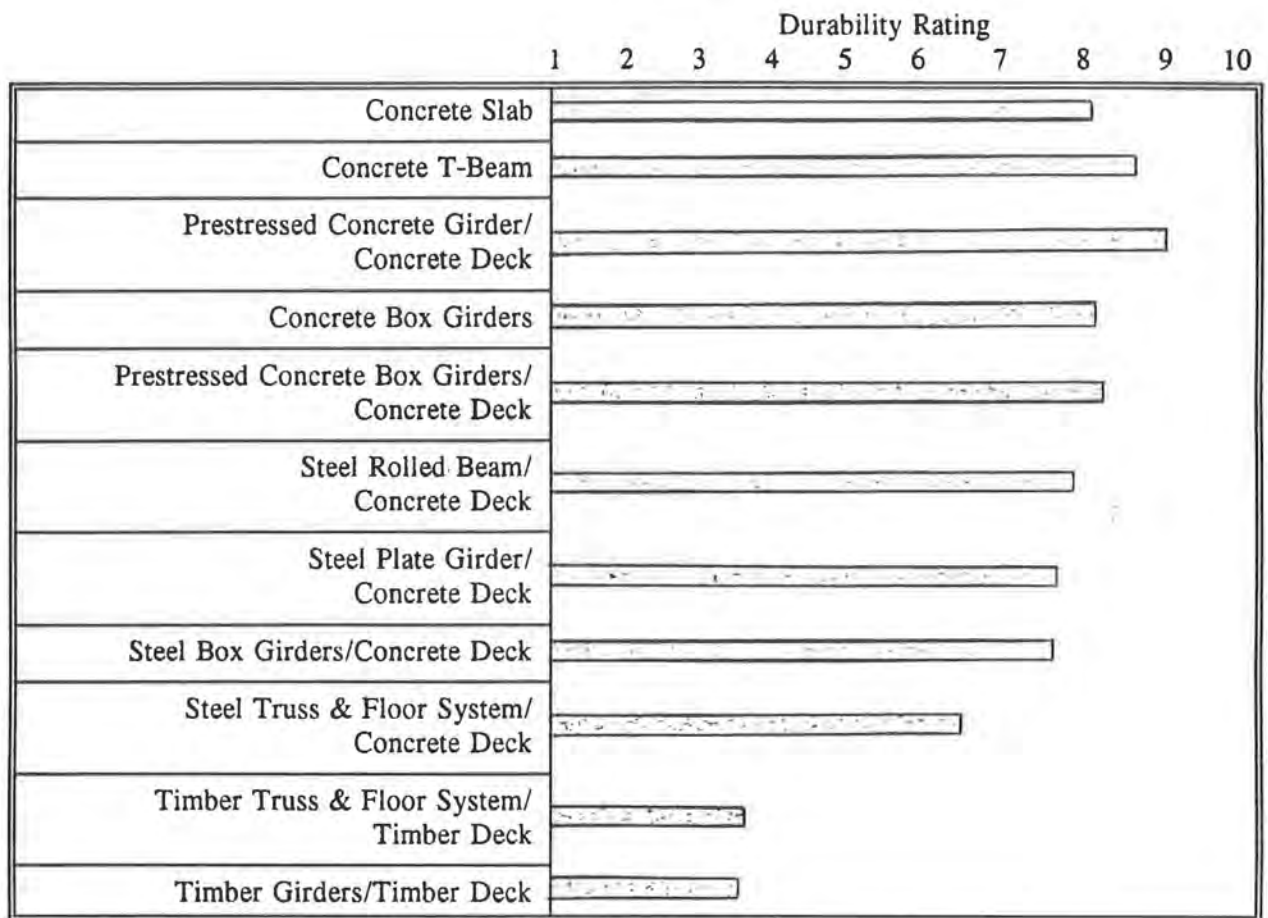 Durability Rating
1 2 3 4 5 6 7 8 9 10
Concrete Slab
Concrete T-Beam
Prestressed Concrete Girder/
Concrete Deck
Concrete Box Girders
Prestressed Concrete Box Girders/
Concrete Deck
Steel Rolled Beam/
Concrete Deck
Steel Plate Girder/
Concrete Deck
Steel Box Girders/Concrete Deck
Steel Truss & Floor System/
Concrete Deck
Timber Truss & Floor System/
Timber Deck
Timber Girders/Timber Deck